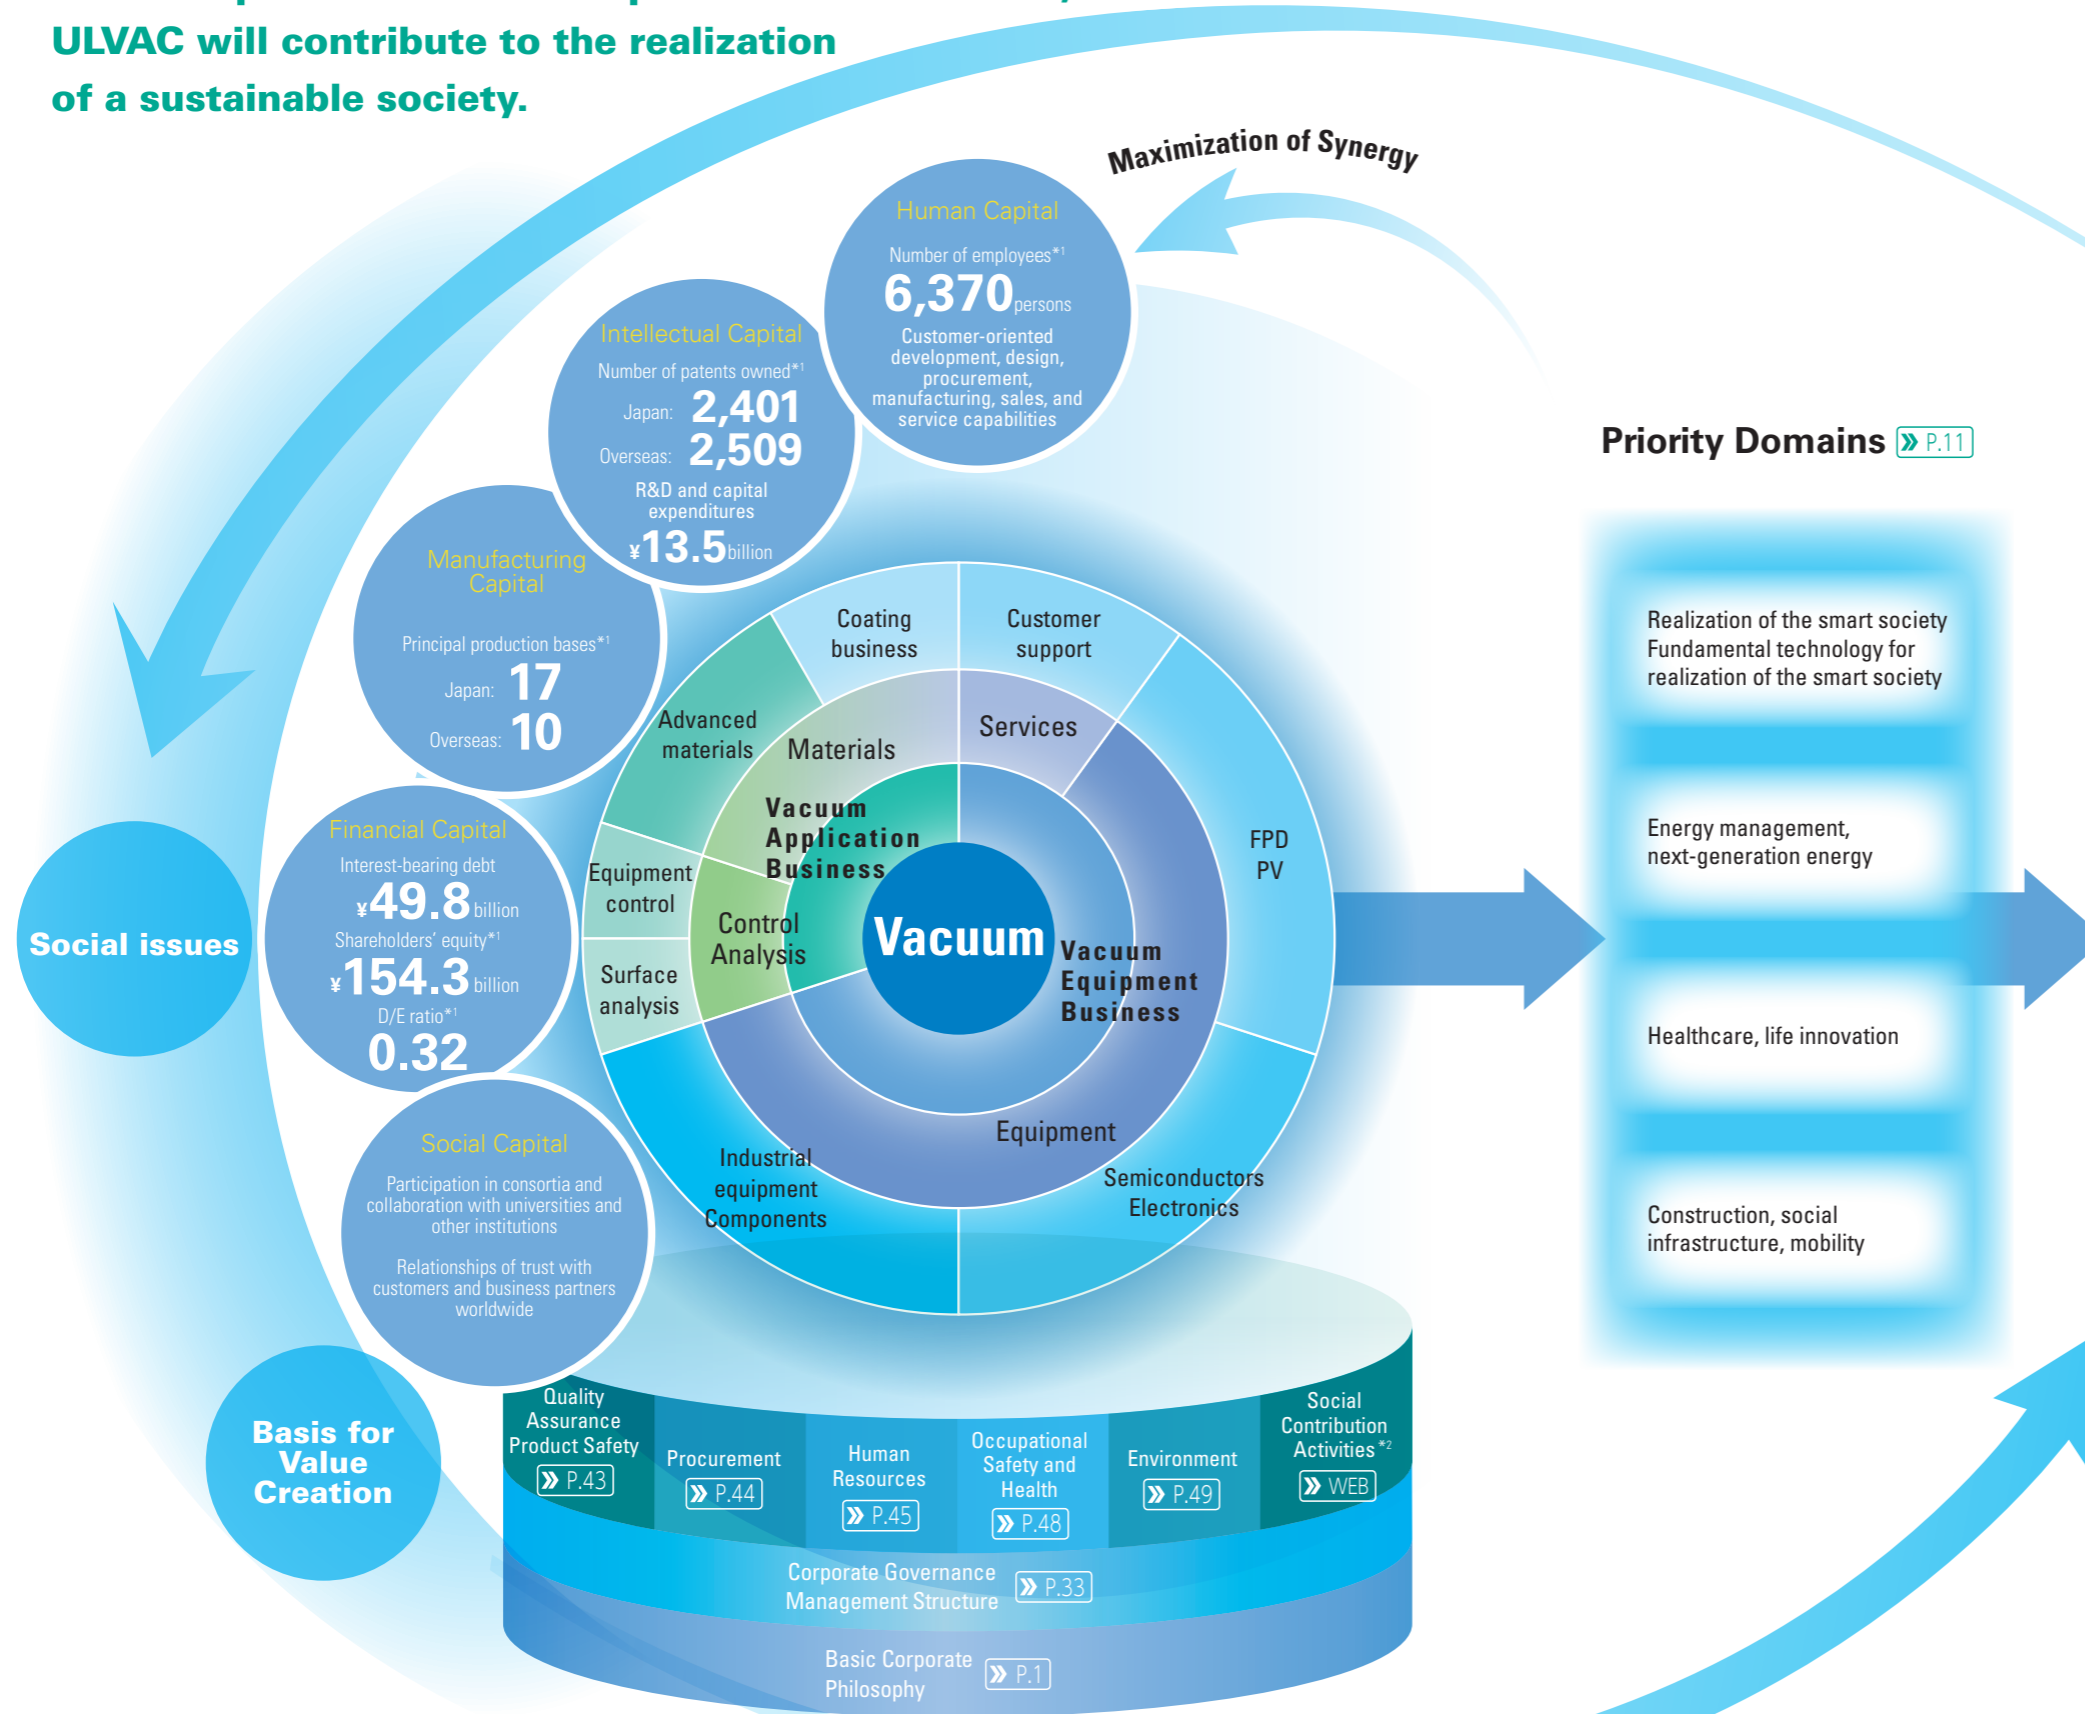 ULVAC will contribute to the realization
of a sustainable society.
Maximization of Synergy
Human Capital
Number of employees*1
6,370 persons
Customer-oriented
development, design,
procurement,
manufacturing, sales, and
service capabilities
Intellectual Capital
Number of patents owned*1
Japan: 2,401
Overseas: 2,509
R&D and capital
expenditures
¥13.5 billion
Manufacturing
Capital
Principal production bases*1
Japan: 17
Overseas: 10
Financial Capital
Interest-bearing debt
¥49.8 billion
Shareholders' equity*1
¥154.3 billion
D/E ratio*1
0.32
Social Capital
Participation in consortia and
collaboration with universities and
other institutions
Relationships of trust with
customers and business partners
worldwide
Social issues
Basis for
Value
Creation
Coating
business
Customer
support
Advanced
materials
Materials
Services
Vacuum
Application
Business
FPD
PV
Equipment
control
Control
Analysis
Surface
analysis
Vacuum
Vacuum
Equipment
Business
Equipment
Industrial
equipment
Components
Semiconductors
Electronics
Priority Domains » P.11
Realization of the smart society
Fundamental technology for
realization of the smart society
Energy management,
next-generation energy
Healthcare, life innovation
Construction, social
infrastructure, mobility
Quality
Assurance
Product Safety
» P.43
Procurement
» P.44
Human
Resources
» P.45
Occupational
Safety and
Health
» P.48
Environment
» P.49
Social
Contribution
Activities*2
» WEB
Corporate Governance
Management Structure » P.33
Basic Corporate
Philosophy » P.1